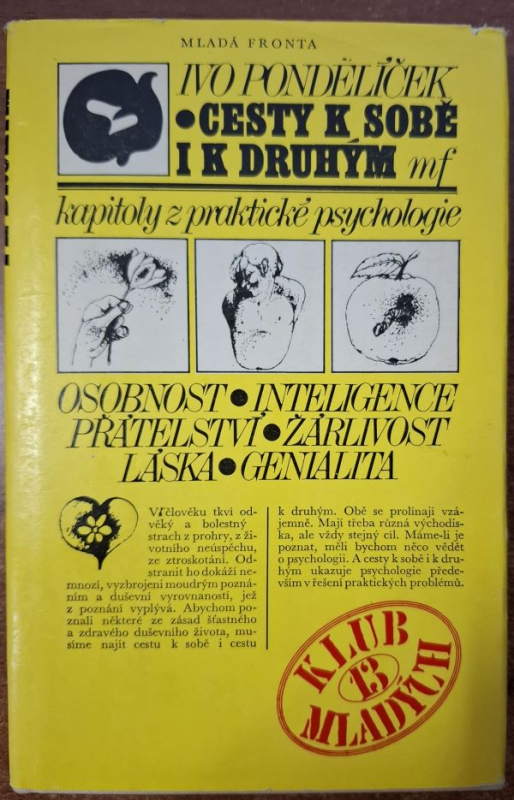 MLADÁ FRONTA
IVO PONDĚLÍČEK
• CESTY K SOBĚ
I K DRUHÝM mf
kapitoly z praktické psychologie
OSOBNOST • INTELIGENCE
PŘÁTELSTVÍ • ŽÁRLIVOST
LÁSKA • GENIALITA
V člověku tkví od-
věký a bolestný
strach z prohry, z ži-
votního neúspěchu,
ze ztroskotání. Od-
stranit ho dokáží ne-
mnozí, vyzbrojeni moudrým pozná-
ním a duševní vyrovnaností, jež
z poznání vyplývá. Abychom po-
znali některé ze zásad šťastného
a zdravého duševního života, mu-
síme najít cestu k sobě i cestu
k druhým. Obě se prolínají vzá-
jemně. Mají třeba různá východis-
ka, ale vždy stejný cíl. Máme-li je
poznat, měli bychom něco vědět
o psychologii. A cesty k sobě i k dru-
hým ukazuje psychologie přede-
vším v řešení praktických problémů.
KLUB
13
MLADÝCH